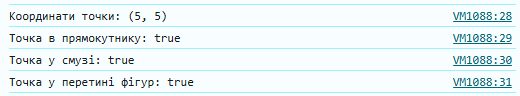 Координати точки: (5, 5) VM1088:28
Точка в прямокутнику: true VM1088:29
Точка у смузі: true VM1088:30
Точка у перетині фігур: true VM1088:31